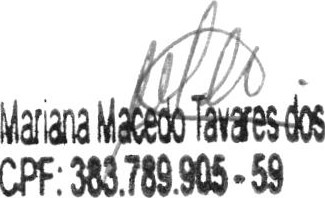 Mariana Macedo Tavares dos
CPF: 383.789.905-59